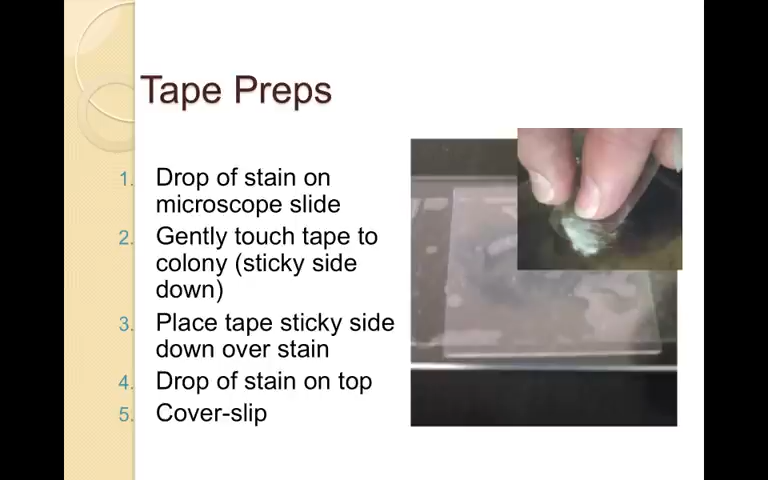 Tape Preps
1. Drop of stain on
microscope slide
2. Gently touch tape to
colony (sticky side
down)
3. Place tape sticky side
down over stain
4. Drop of stain on top
5. Cover-slip